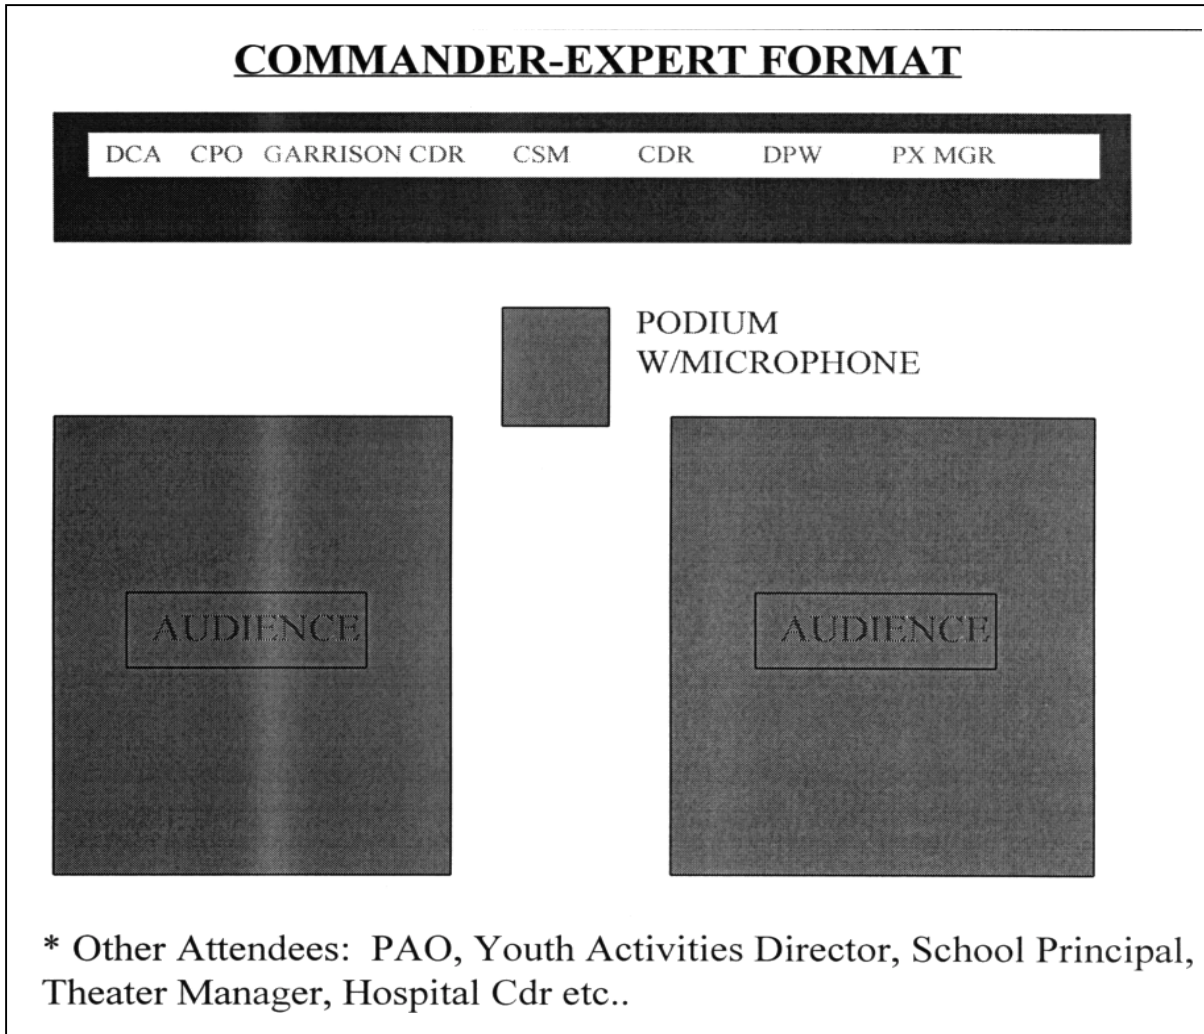 COMMANDER-EXPERT FORMAT
DCA CPO GARRISON CDR CSM CDR DPW PX MGR
PODIUM
W/MICROPHONE
AUDIENCE AUDIENCE
* Other Attendees: PAO, Youth Activities Director, School Principal,
Theater Manager, Hospital Cdr etc..